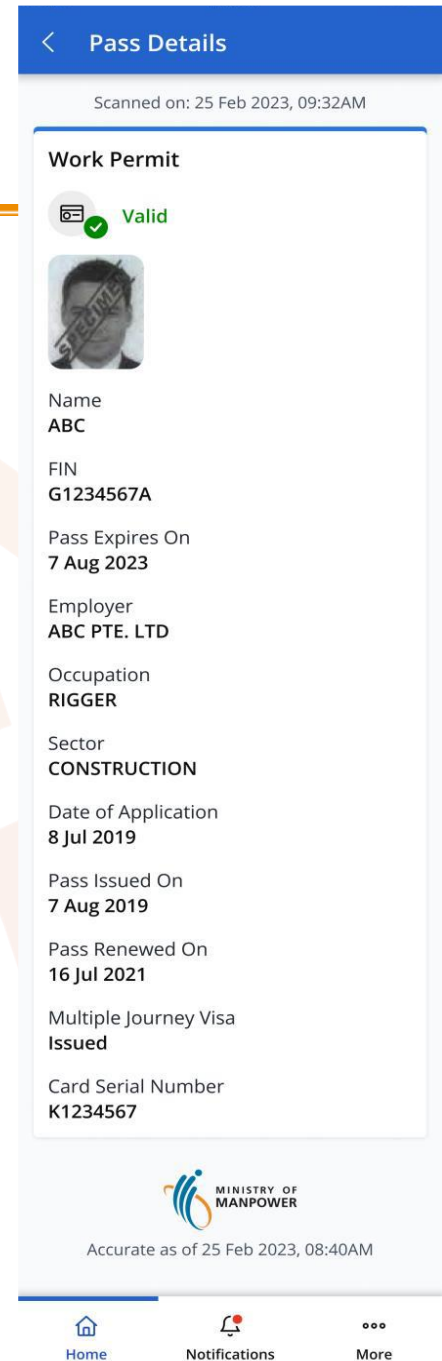 Pass Details
Scanned on: 25 Feb 2023, 09:32AM
Work Permit
Valid
SPECIMEN
Name
ABC
FIN
G1234567A
Pass Expires On
7 Aug 2023
Employer
ABC PTE. LTD
Occupation
RIGGER
Sector
CONSTRUCTION
Date of Application
8 Jul 2019
Pass Issued On
7 Aug 2019
Pass Renewed On
16 Jul 2021
Multiple Journey Visa
Issued
Card Serial Number
K1234567
MINISTRY OF
MANPOWER
Accurate as of 25 Feb 2023, 08:40AM
Home Notifications More